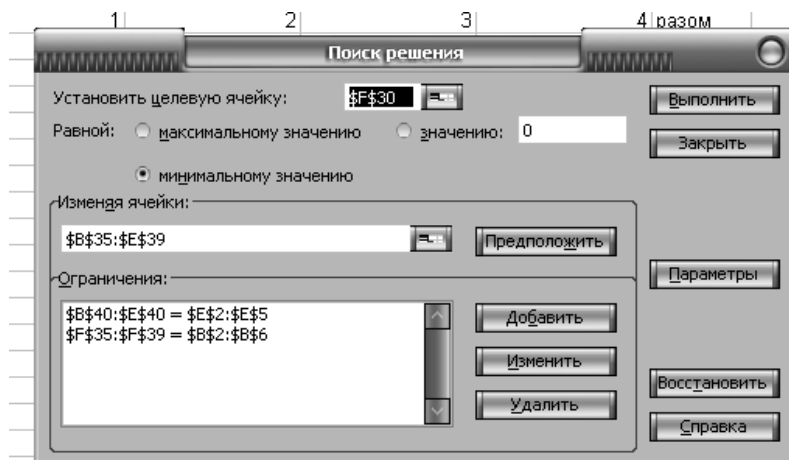 1 2 3 4 разом
Поиск решения
Установить целевую ячейку: $F$30 Выполнить
Равной: максимальному значению значению: 0 Закрыть
минимальному значению
Изменяя ячейки:
$B$35:$E$39 Предположить
Ограничения: Параметры
$B$40:$E$40 = $E$2:$E$5 Добавить
$F$35:$F$39 = $B$2:$B$6
Изменить
Восстановить
Удалить
Справка